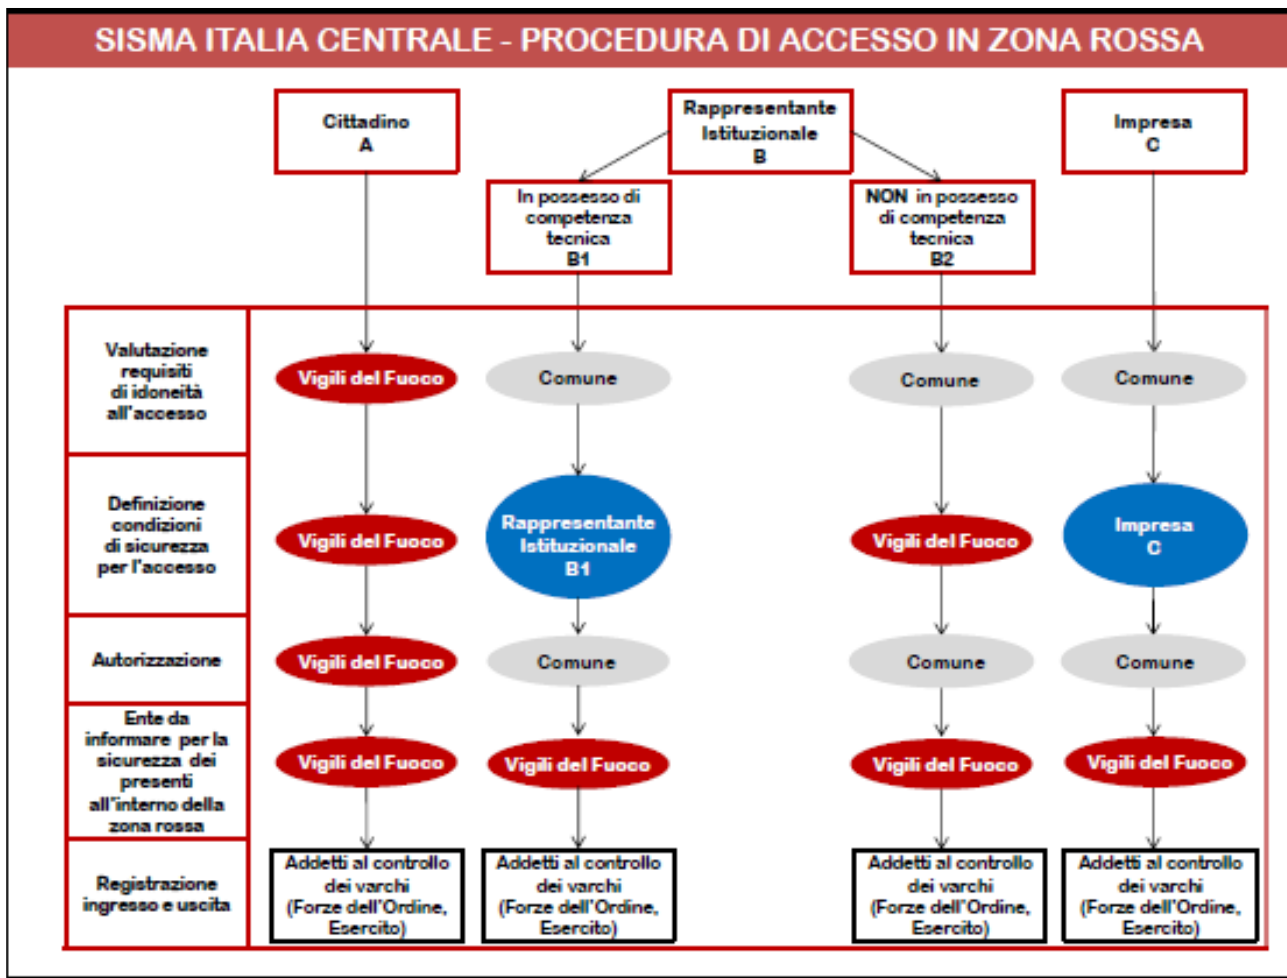 SISMA ITALIA CENTRALE - PROCEDURA DI ACCESSO IN ZONA ROSSA
Cittadino
A
Rappresentante
Istituzionale
B
Impresa
C
In possesso di
competenza
tecnica
B1
NON in possesso
di competenza
tecnica
B2
Valutazione
requisiti
di idoneità
all'accesso
Vigili del Fuoco
Comune
Comune
Comune
Definizione
condizioni
di sicurezza
per l'accesso
Vigili del Fuoco
Rappresentante
Istituzionale
B1
Vigili del Fuoco
Impresa
C
Autorizzazione
Vigili del Fuoco
Comune
Comune
Comune
Ente da
informare per la
sicurezza dei
presenti
all'interno della
zona rossa
Vigili del Fuoco
Vigili del Fuoco
Vigili del Fuoco
Vigili del Fuoco
Registrazione
ingresso e uscita
Addetti al controllo
dei varchi
(Forze dell'Ordine,
Esercito)
Addetti al controllo
dei varchi
(Forze dell'Ordine,
Esercito)
Addetti al controllo
dei varchi
(Forze dell'Ordine,
Esercito)
Addetti al controllo
dei varchi
(Forze dell'Ordine,
Esercito)